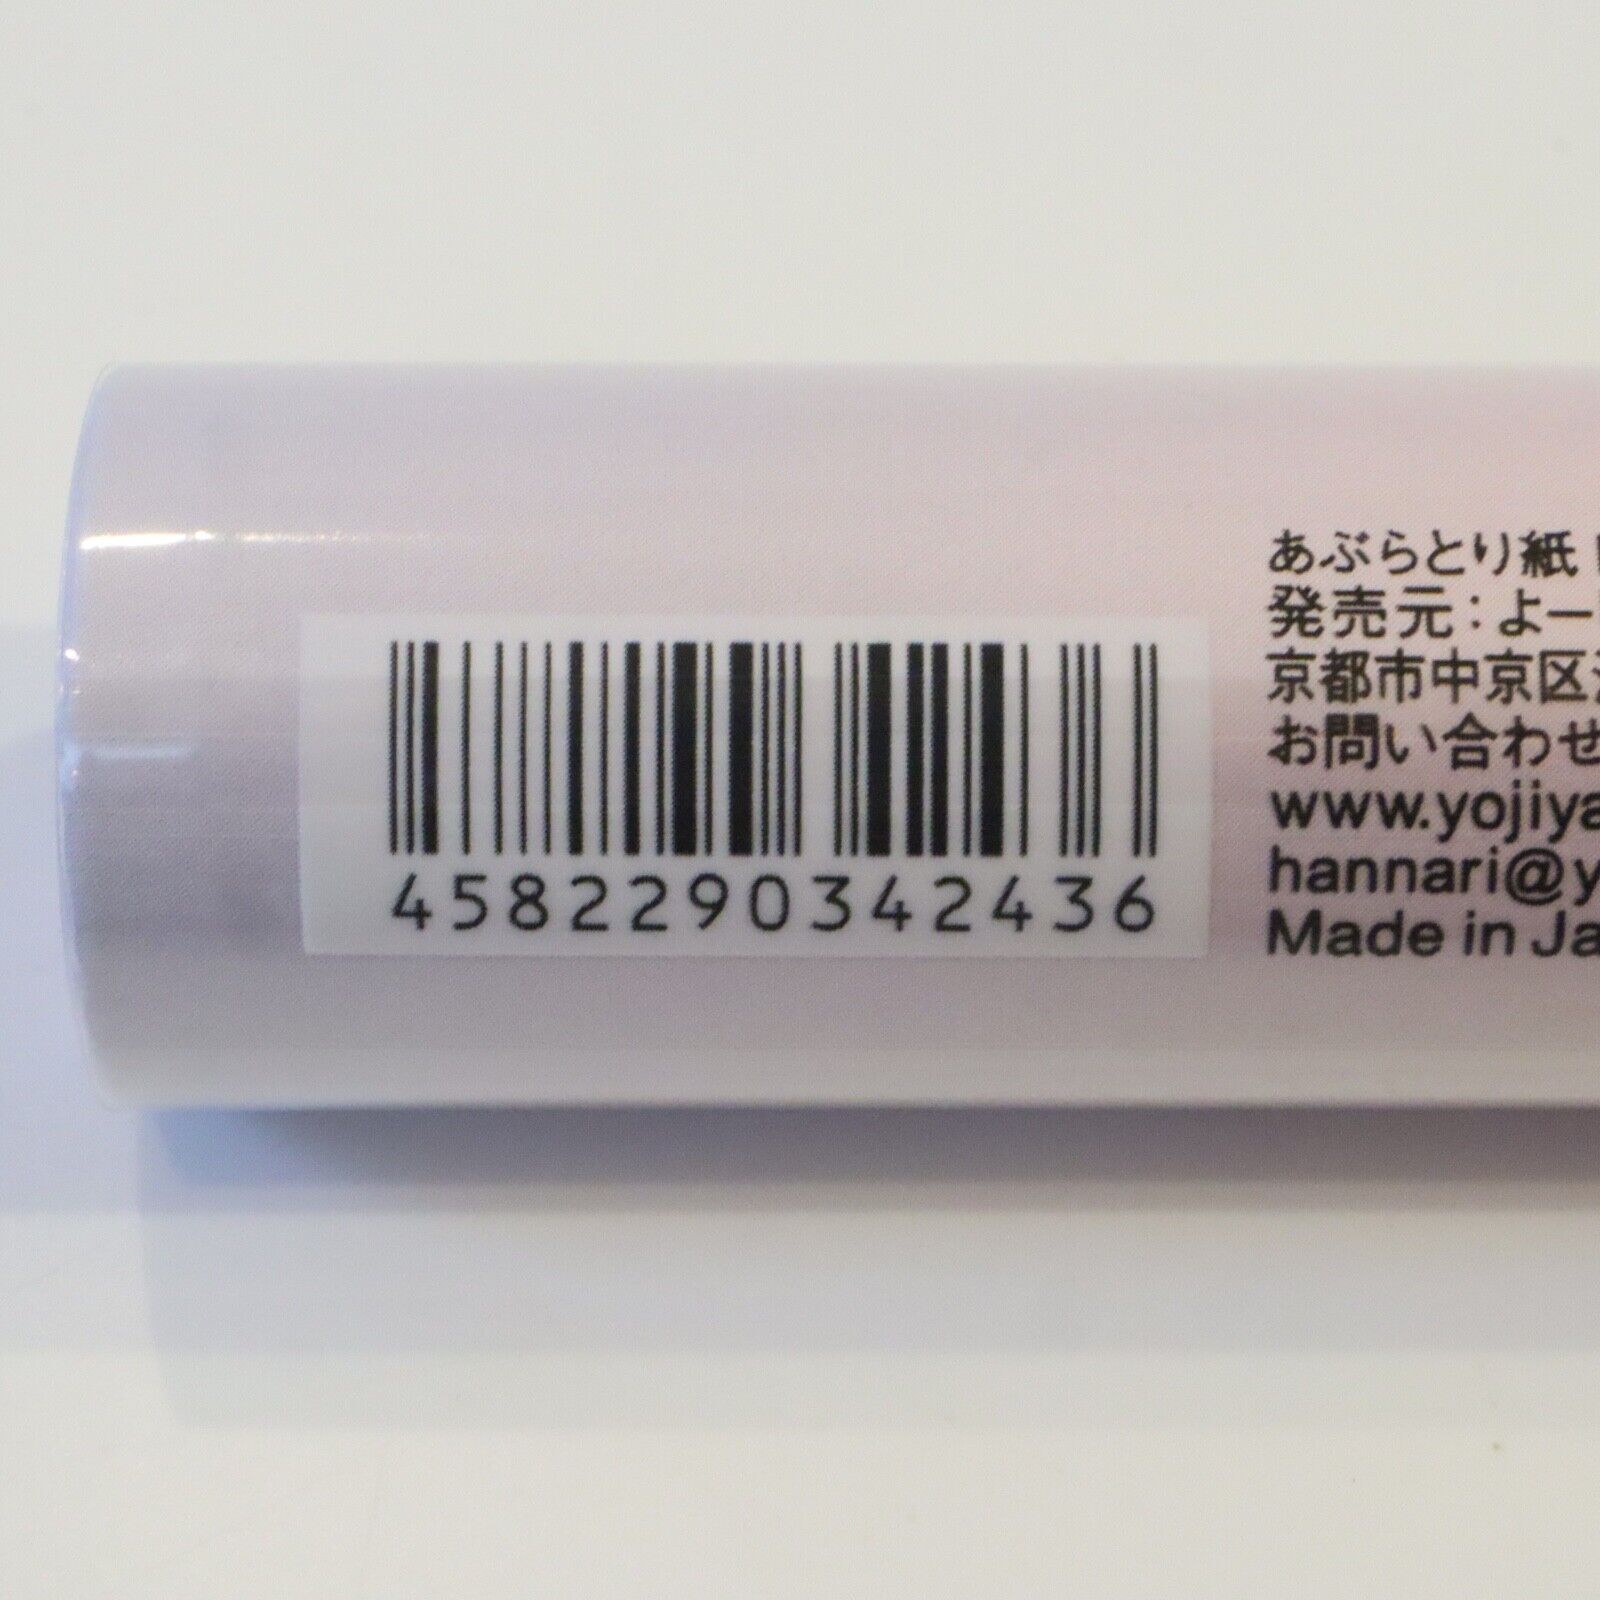 4582290342436
あぶらとり紙
発売元：よー
京都市中京区
お問い合わせ
www.yojiya
hannari@y
Made in Ja